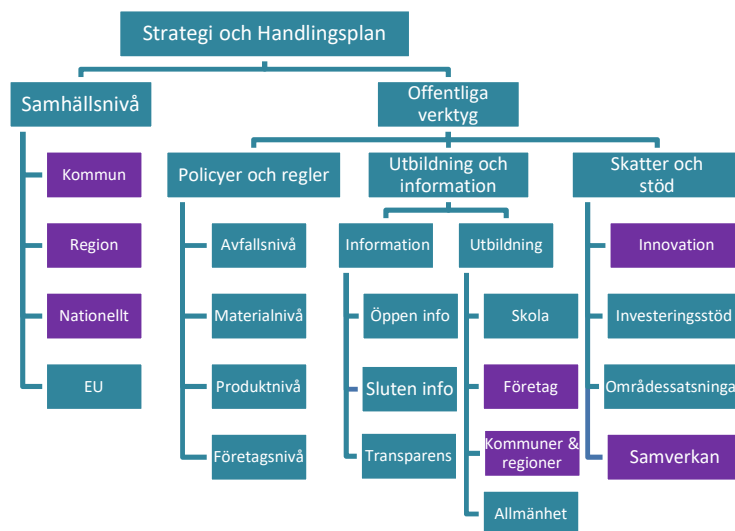 Strategi och Handlingsplan
Samhällsnivå
Offentliga
verktyg
Kommun
Region
Nationellt
EU
Policyer och regler
Utbildning och
information
Skatter och
stöd
Avfallsnivå
Materialnivå
Produktnivå
Företagsnivå
Information
Utbildning
Öppen info
Sluten info
Transparens
Skola
Företag
Kommuner &
regioner
Allmänhet
Innovation
Investeringsstöd
Områdessatsninga
Samverkan